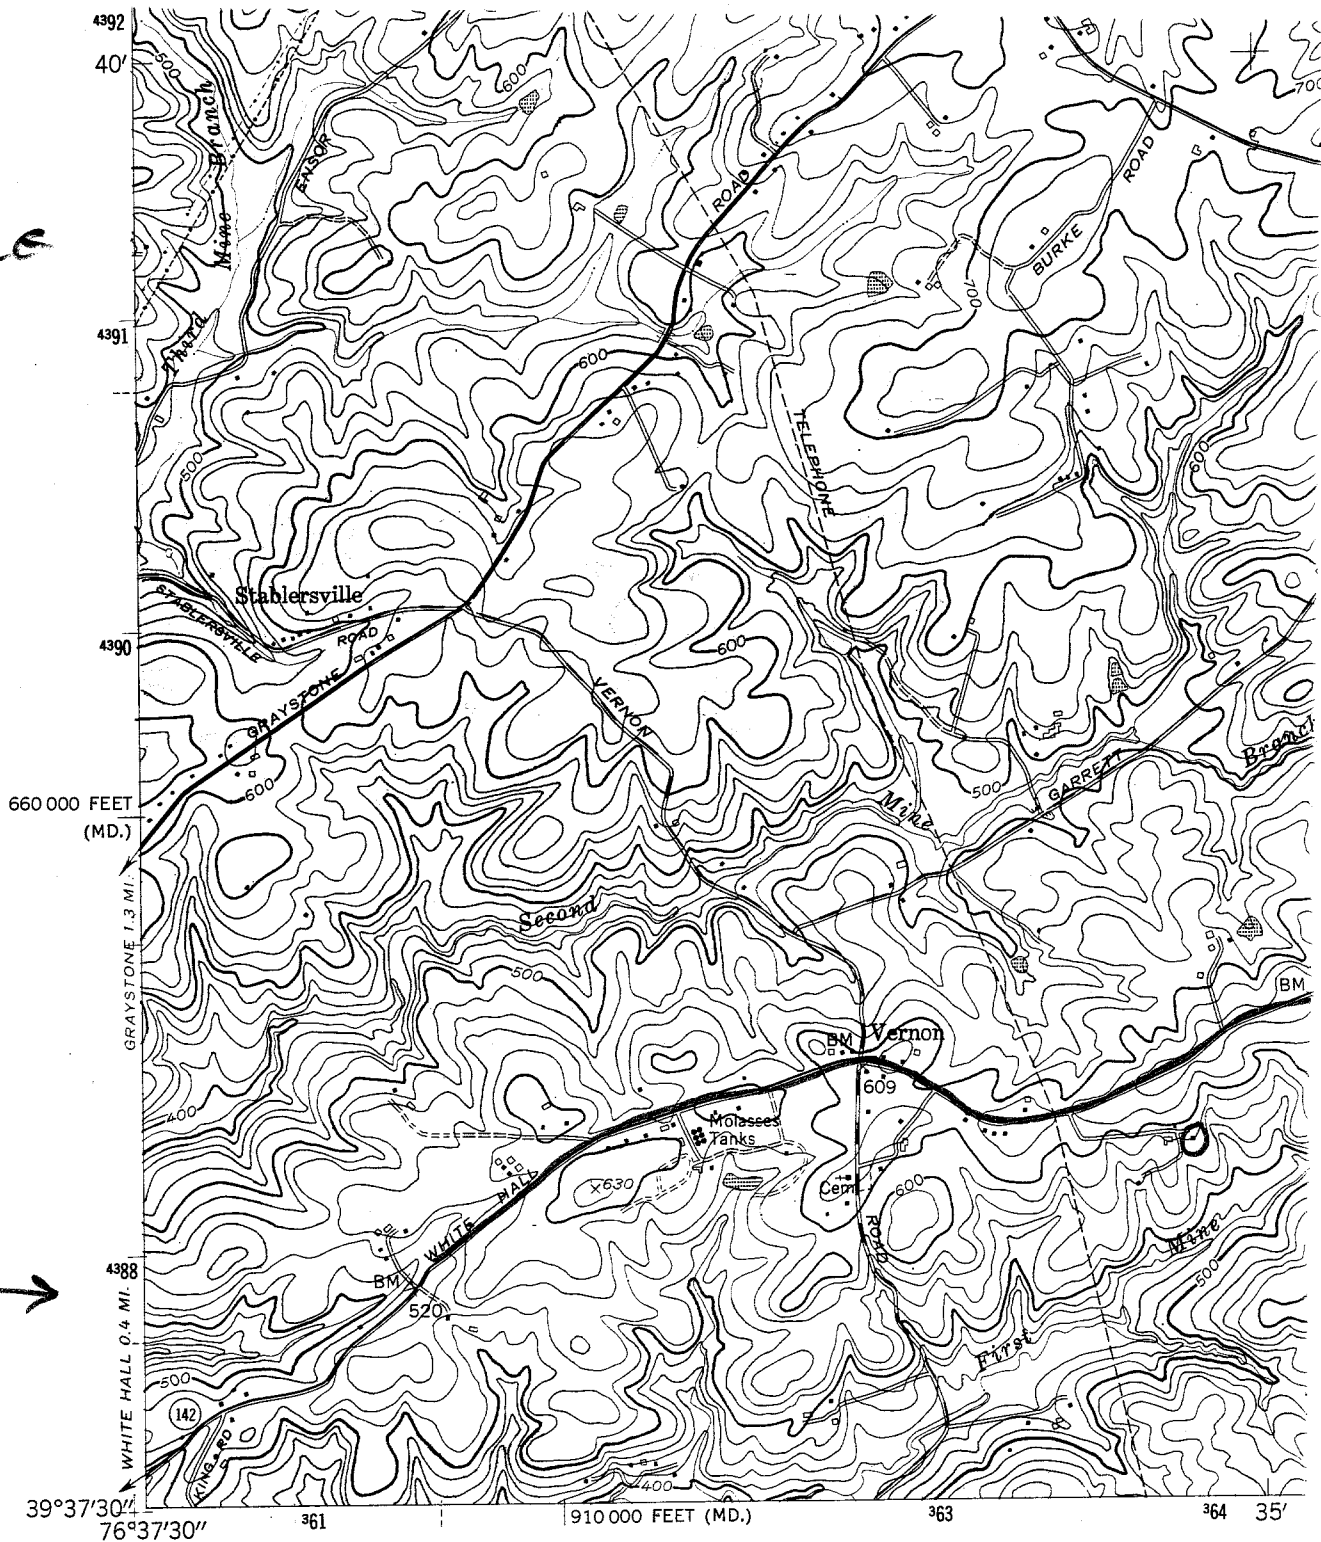 4392
40'
500
Branch
Mine
Third
ENSOR
600
ROAD
ROAD
BURKE
700
700
4391
600
500
600
TELEPHONE
Stablersville
STABLERSVILLE
ROAD
4390
GRAYSTONE
VERNON
600
600
660 000 FEET
(MD.)
500
GARRETT
Mine
Branch
Second
500
GRAYSTONE 1.3 MI.
BM
BM
Vernon
609
400
Molasses
Tanks
×630
Cem
600
WHITE HALL
ROAD
Mine
500
4388
BM
520
First
500
142
KING RD
400
WHITE HALL 0.4 MI.
39°37'30"
76°37'30"
361
910 000 FEET (MD.)
363
364
35'